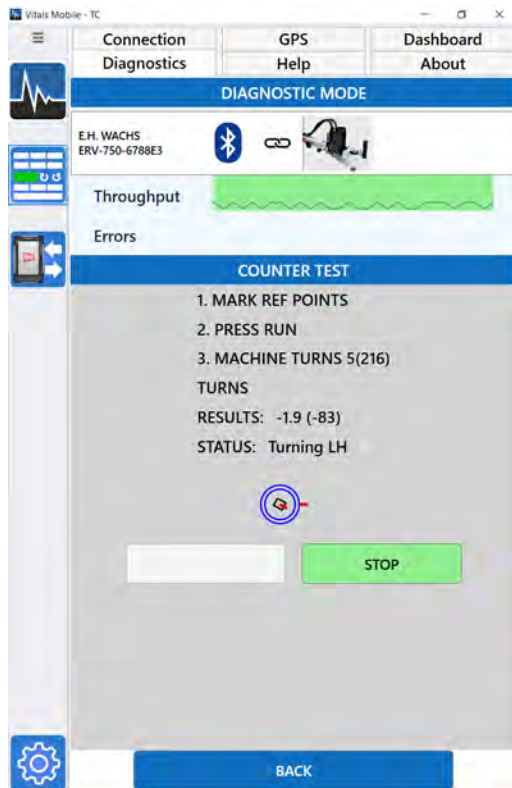 Vitals Mobile - TC
Connection GPS Dashboard
Diagnostics Help About
DIAGNOSTIC MODE
E.H. WACHS
ERV-750-6788E3
Throughput
Errors
COUNTER TEST
1. MARK REF POINTS
2. PRESS RUN
3. MACHINE TURNS 5(216)
TURNS
RESULTS: -1.9 (-83)
STATUS: Turning LH
STOP
BACK